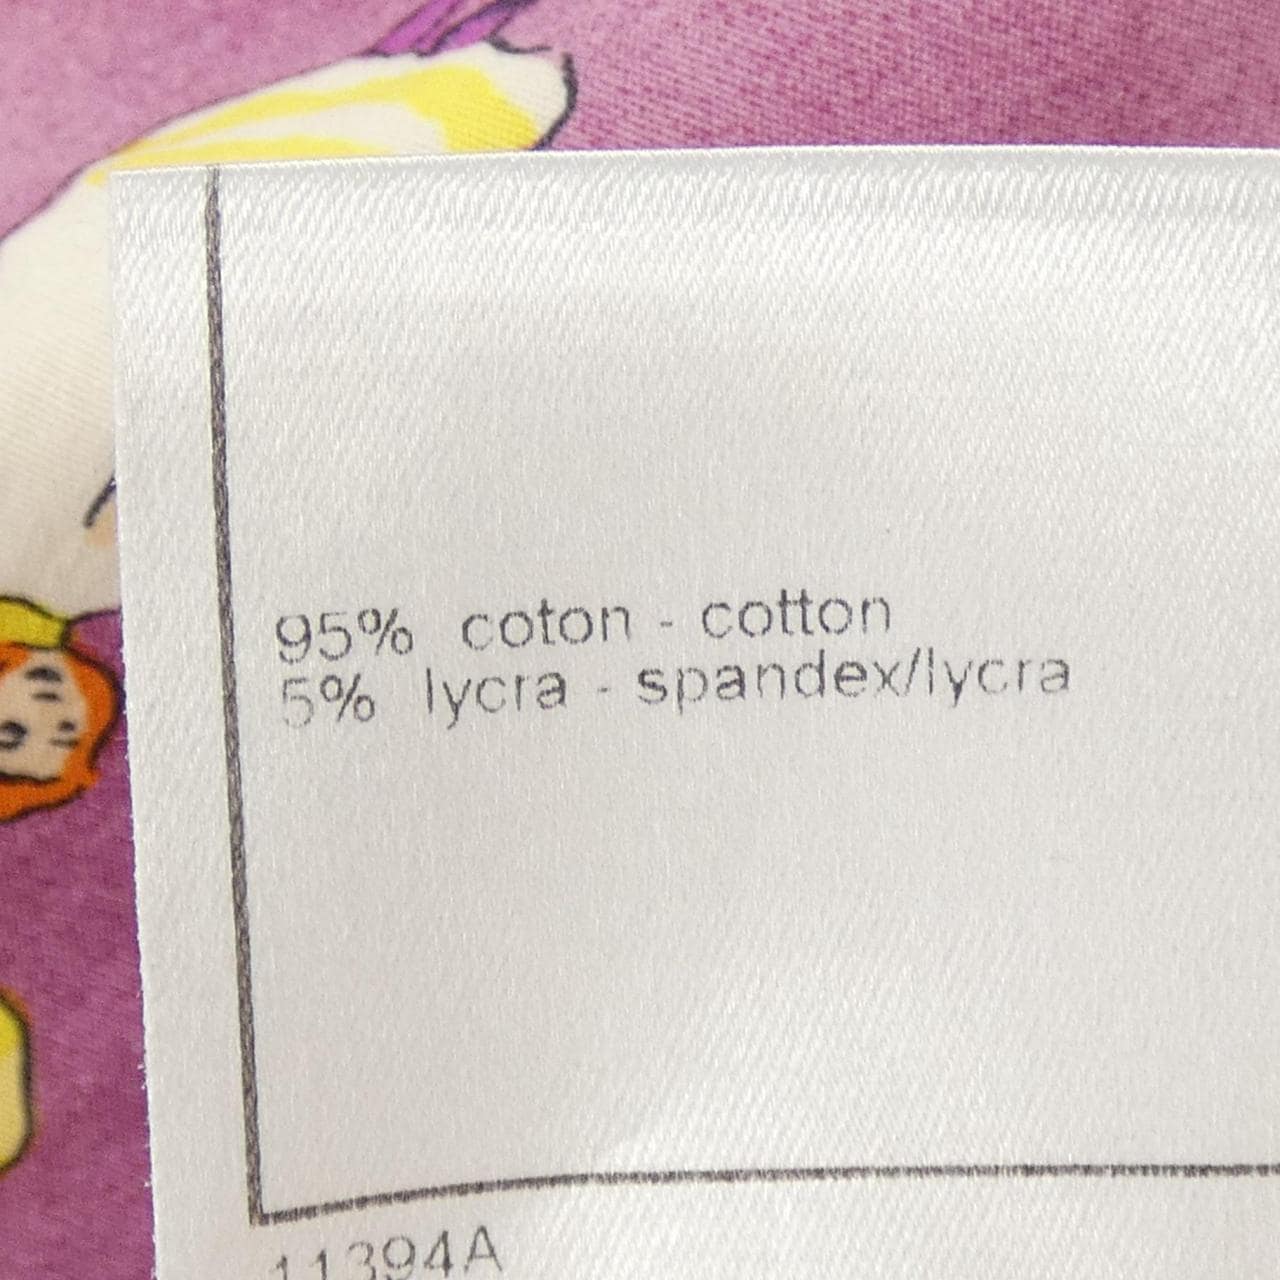 95% coton - cotton
5% lycra - spandex/lycra
11394A